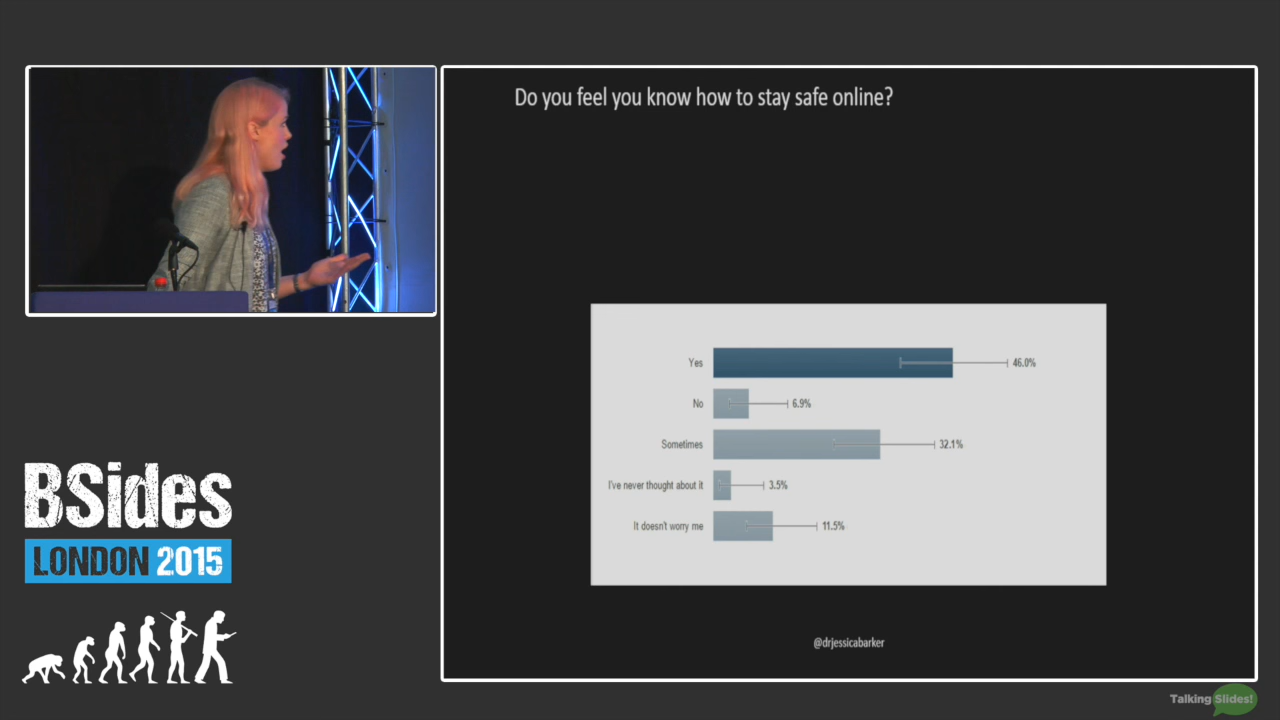 Do you feel you know how to stay safe online?
Yes 46.0%
No 6.9%
Sometimes 32.1%
I've never thought about it 3.5%
It doesn't worry me 11.5%
@drjessicabarker
BSides
LONDON 2015
Talking Slides!